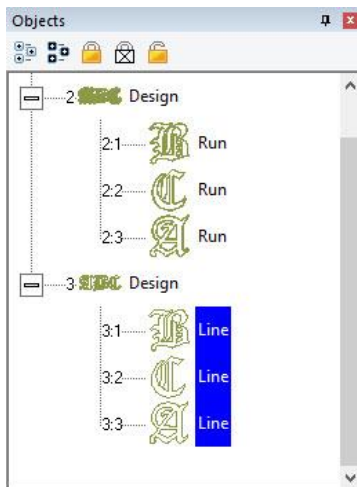 Objects
2 Design
2:1 B Run
2:2 C Run
2:3 A Run
3 Design
3:1 B Line
3:2 C Line
3:3 A Line